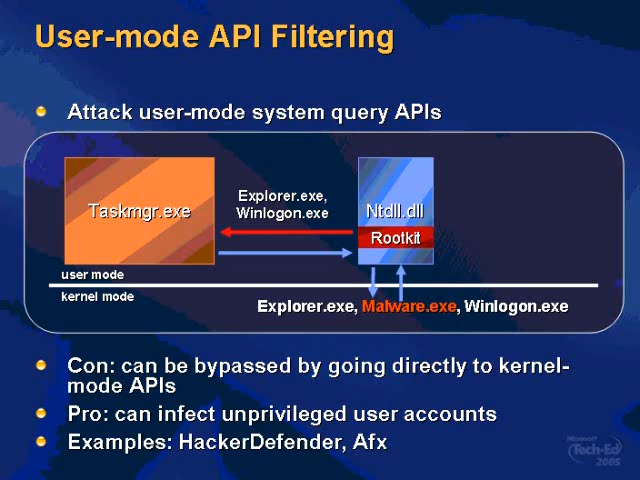 User-mode API Filtering
Attack user-mode system query APIs
Taskmgr.exe
Explorer.exe,
Winlogon.exe
Ntdll.dll
Rootkit
user mode
kernel mode
Explorer.exe, Malware.exe, Winlogon.exe
Con: can be bypassed by going directly to kernel-
mode APIs
Pro: can infect unprivileged user accounts
Examples: HackerDefender, Afx
Microsoft
Tech·Ed
2005